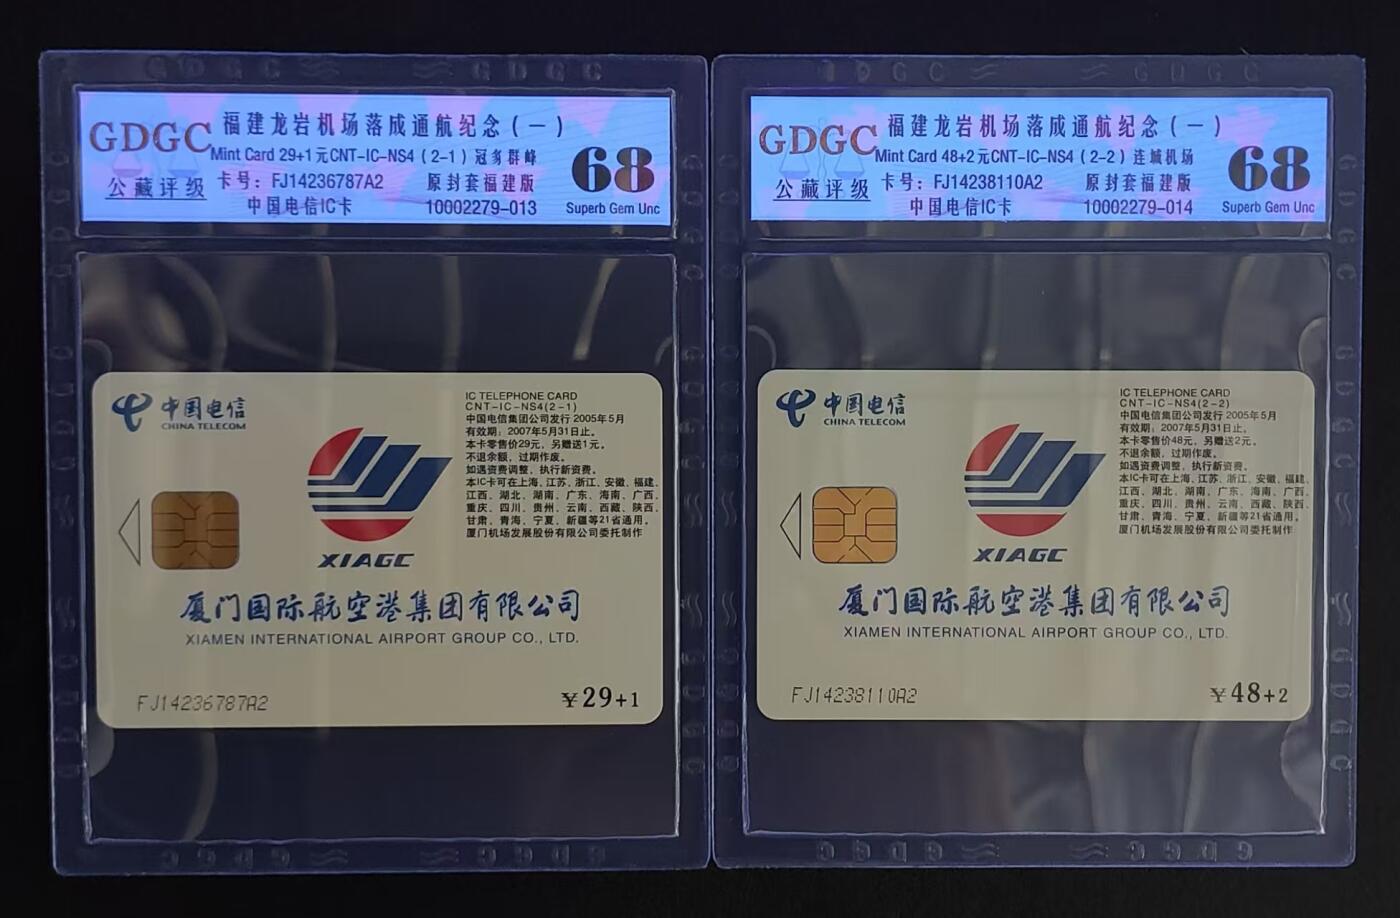 GDGC
公藏评级
福建龙岩机场落成通航纪念(一)
Mint Card 29+1元CNT-IC-NS4(2-1)冠豸群峰
卡号:FJ14236787A2 原封套福建版
中国电信IC卡 10002279-013
68
Superb Gem Unc
中国电信
CHINA TELECOM
IC TELEPHONE CARD
CNT-IC-NS4(2-1)
中国电信集团公司发行 2005年5月
有效期:2007年5月31日止。
本卡零售价29元,另赠送1元。
不退余额,过期作废。
如遇资费调整,执行新资费。
本IC卡可在上海、江苏、浙江、安徽、福建、
江西、湖北、湖南、广东、海南、广西、
重庆、四川、贵州、云南、西藏、陕西、
甘肃、青海、宁夏、新疆等21省通用。
厦门机场发展股份有限公司委托制作
XIAGC
厦门国际航空港集团有限公司
XIAMEN INTERNATIONAL AIRPORT GROUP CO., LTD.
FJ14236787A2
¥29+1
GDGC
公藏评级
福建龙岩机场落成通航纪念(一)
Mint Card 48+2元CNT-IC-NS4(2-2)连城机场
卡号:FJ14238110A2 原封套福建版
中国电信IC卡 10002279-014
68
Superb Gem Unc
中国电信
CHINA TELECOM
IC TELEPHONE CARD
CNT-IC-NS4(2-2)
中国电信集团公司发行 2005年5月
有效期:2007年5月31日止。
本卡零售价48元,另赠送2元。
不退余额,过期作废。
如遇资费调整,执行新资费。
本IC卡可在上海、江苏、浙江、安徽、福建、
江西、湖北、湖南、广东、海南、广西、
重庆、四川、贵州、云南、西藏、陕西、
甘肃、青海、宁夏、新疆等21省通用。
厦门机场发展股份有限公司委托制作
XIAGC
厦门国际航空港集团有限公司
XIAMEN INTERNATIONAL AIRPORT GROUP CO., LTD.
FJ14238110A2
¥48+2